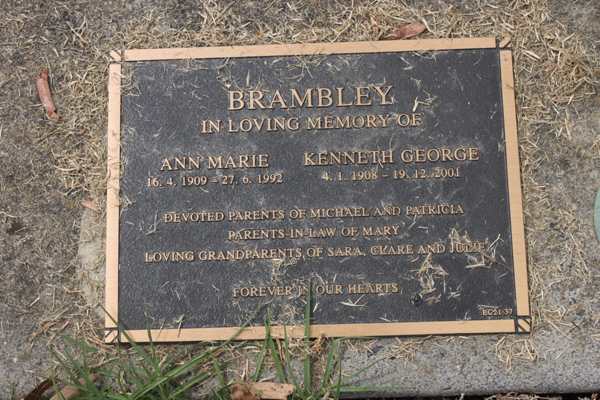 BRAMBLEY
IN LOVING MEMORY OF
ANN MARIE KENNETH GEORGE
16. 4. 1909 – 27. 6. 1992 4. 1. 1908 – 19. 12. 2001
DEVOTED PARENTS OF MICHAEL AND PATRICIA
PARENTS-IN-LAW OF MARY
LOVING GRANDPARENTS OF SARA, CLARE AND JULIE
FOREVER IN OUR HEARTS
EC21-37